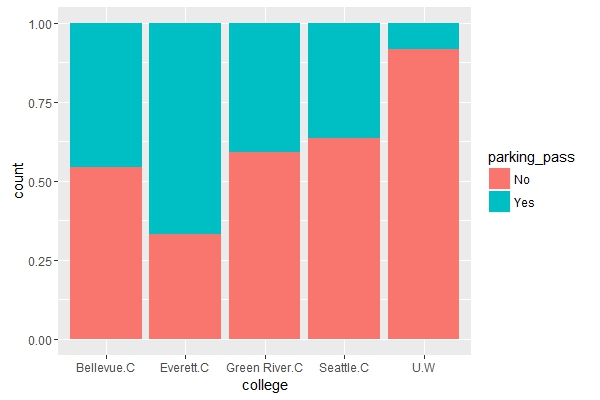 1.00
0.75
0.50
0.25
0.00
count
Bellevue.C Everett.C Green River.C Seattle.C U.W
college
parking_pass
No
Yes